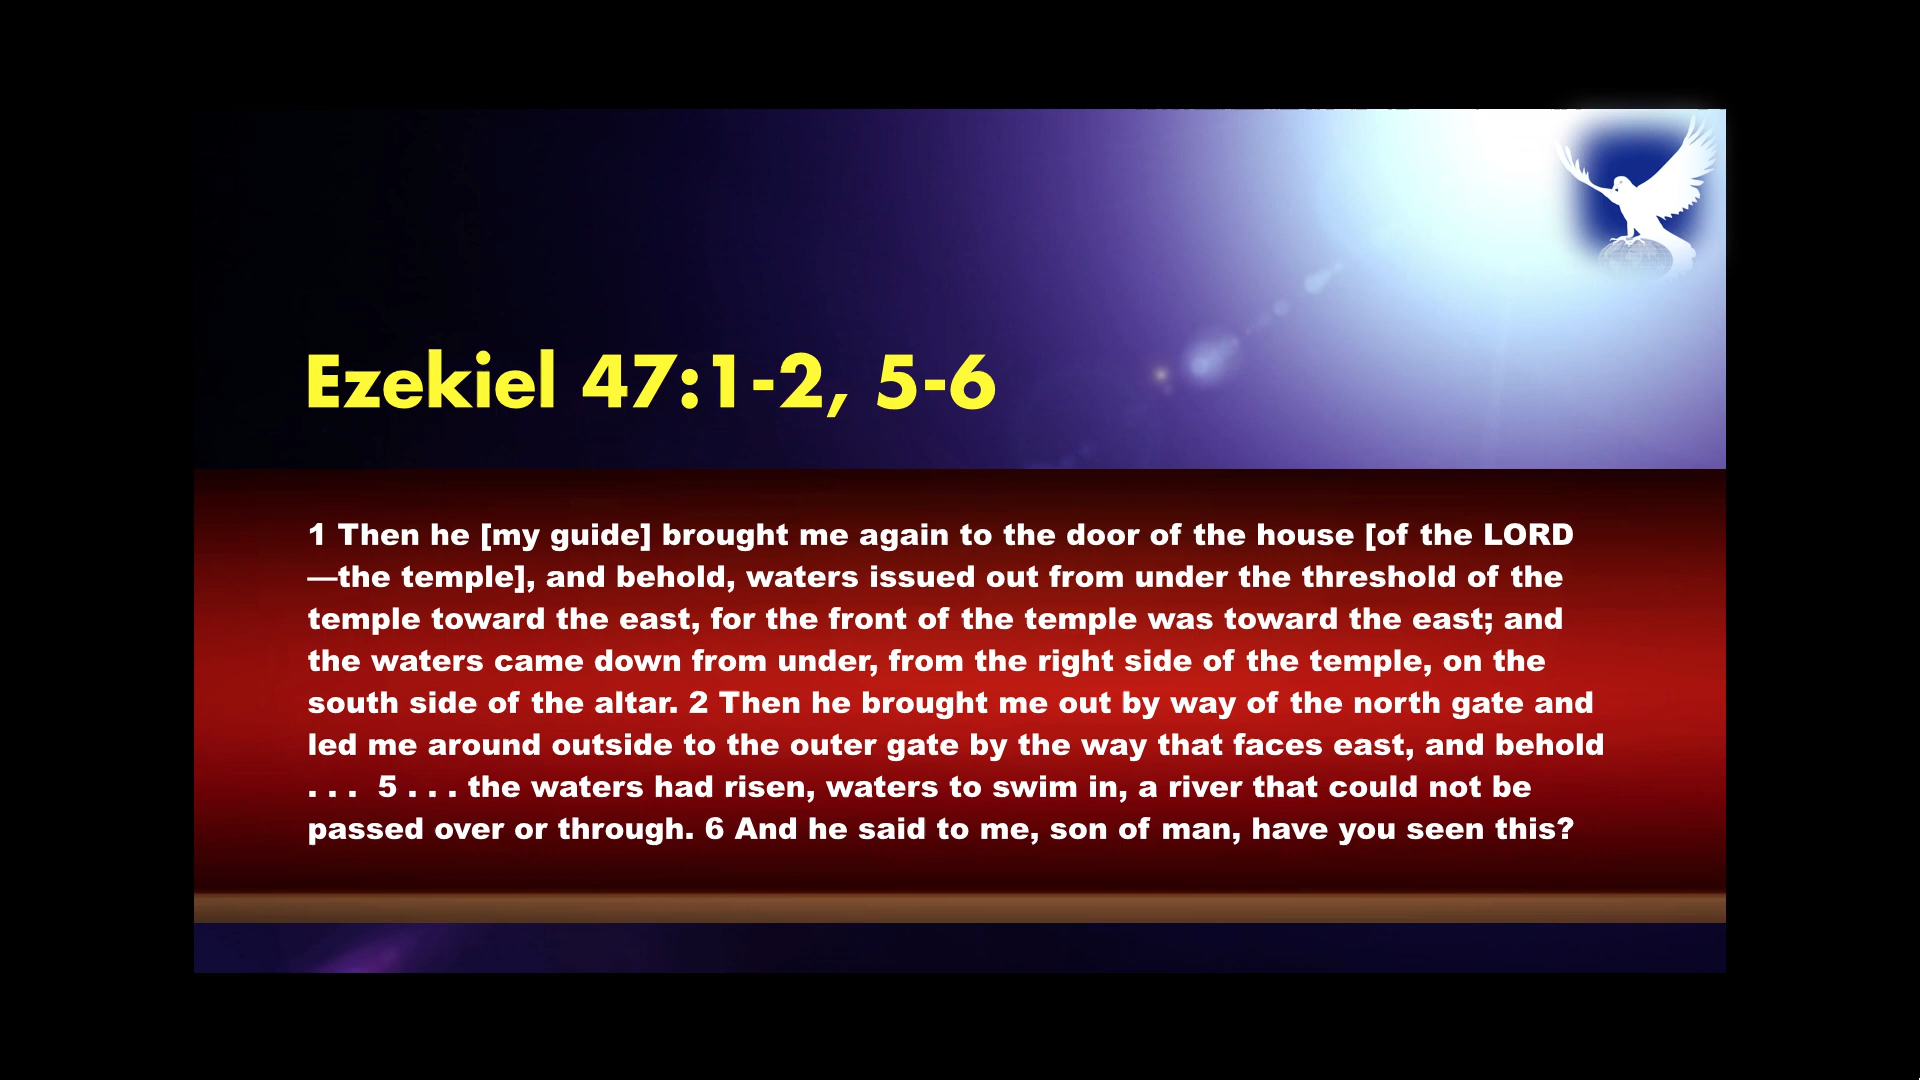 Ezekiel 47:1-2, 5-6
1 Then he [my guide] brought me again to the door of the house [of the LORD
—the temple], and behold, waters issued out from under the threshold of the
temple toward the east, for the front of the temple was toward the east; and
the waters came down from under, from the right side of the temple, on the
south side of the altar. 2 Then he brought me out by way of the north gate and
led me around outside to the outer gate by the way that faces east, and behold
. . .  5 . . . the waters had risen, waters to swim in, a river that could not be
passed over or through. 6 And he said to me, son of man, have you seen this?